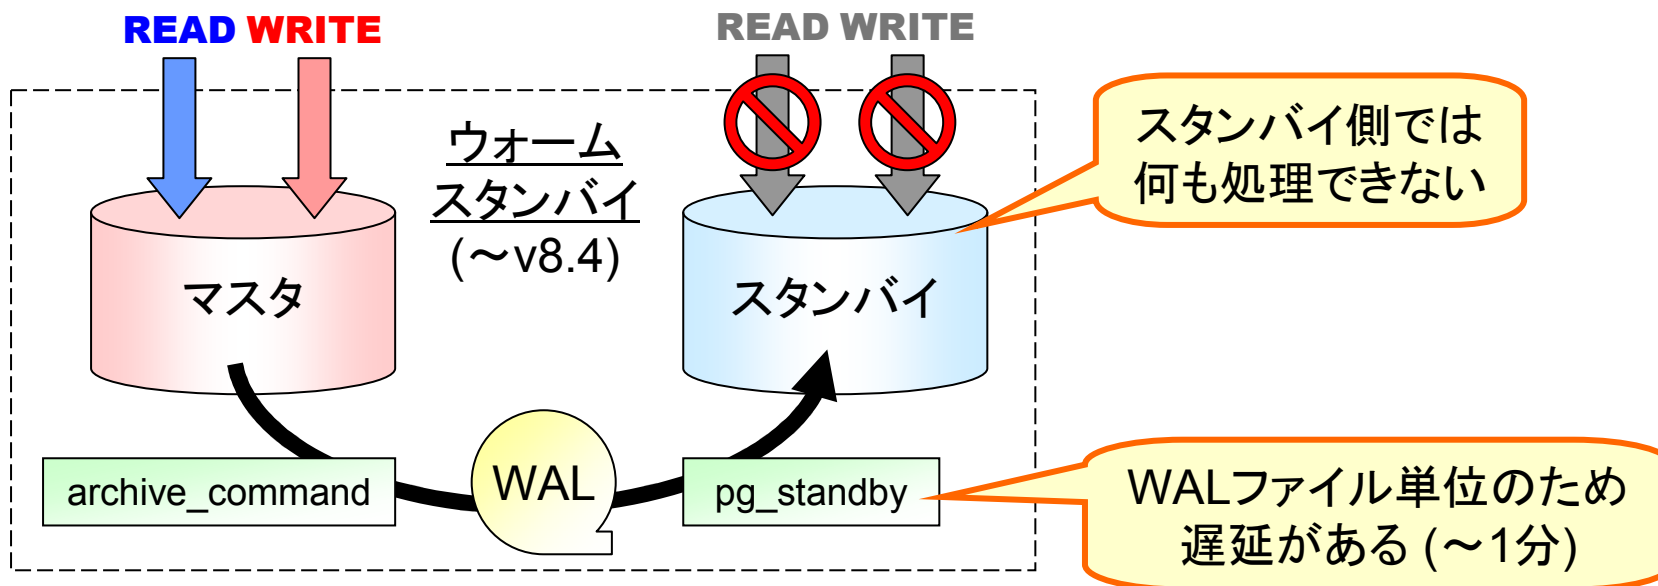 READ WRITE
READ WRITE
ウォーム
スタンバイ
(～v8.4)
スタンバイ側では
何も処理できない
マスタ
スタンバイ
archive_command
WAL
pg_standby
WALファイル単位のため
遅延がある (～1分)